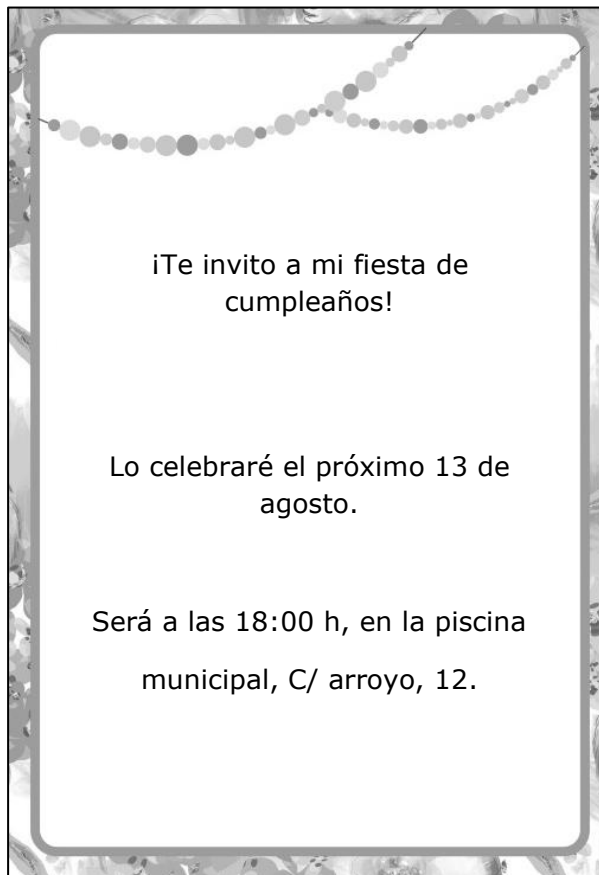 ¡Te invito a mi fiesta de
cumpleaños!
Lo celebraré el próximo 13 de
agosto.
Será a las 18:00 h, en la piscina
municipal, C/ arroyo, 12.